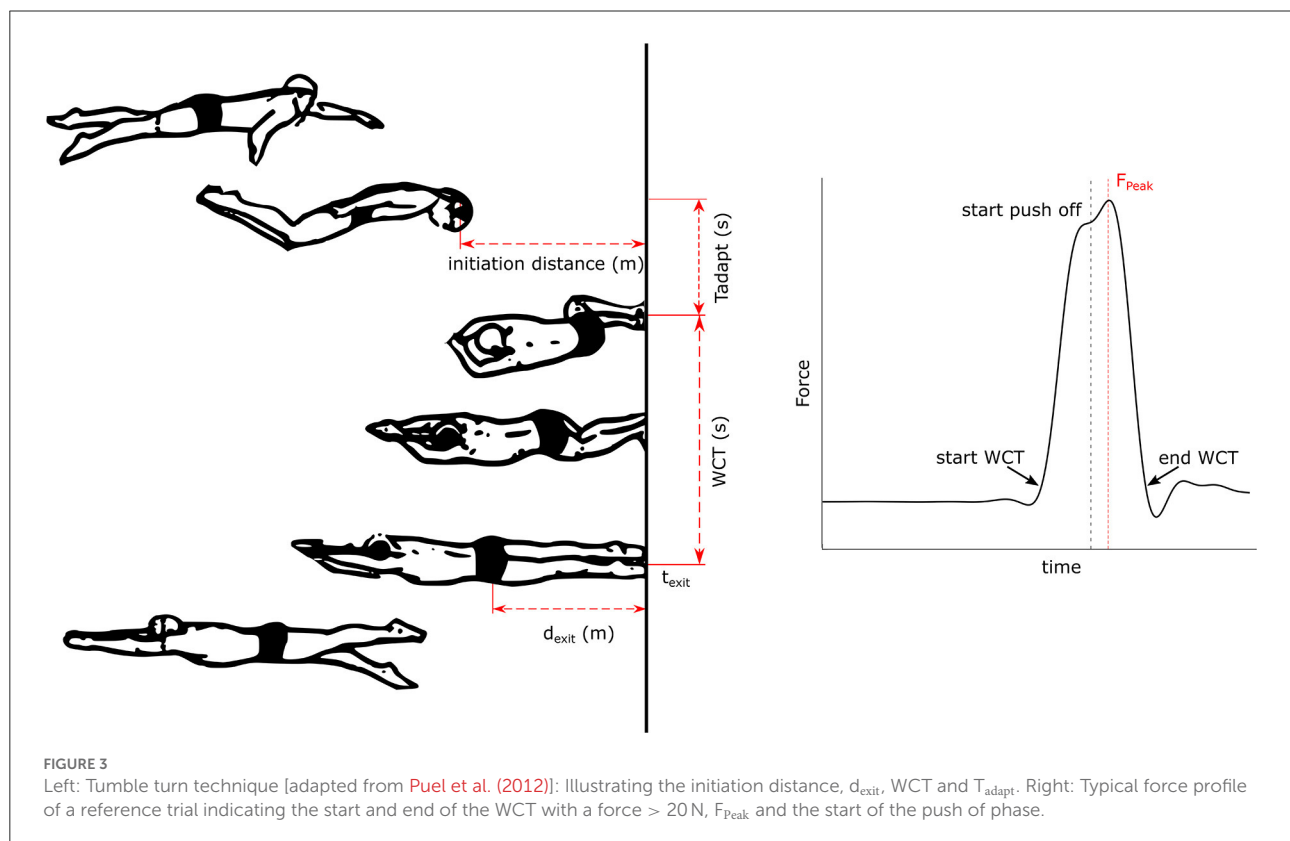 initiation distance (m)
Tadapt (s)
WCT (s)
t_exit
d_exit (m)
F_Peak
start push off
Force
start WCT
end WCT
time
FIGURE 3
Left: Tumble turn technique [adapted from Puel et al. (2012)]: Illustrating the initiation distance, d_exit, WCT and T_adapt. Right: Typical force profile
of a reference trial indicating the start and end of the WCT with a force > 20 N, F_Peak and the start of the push of phase.